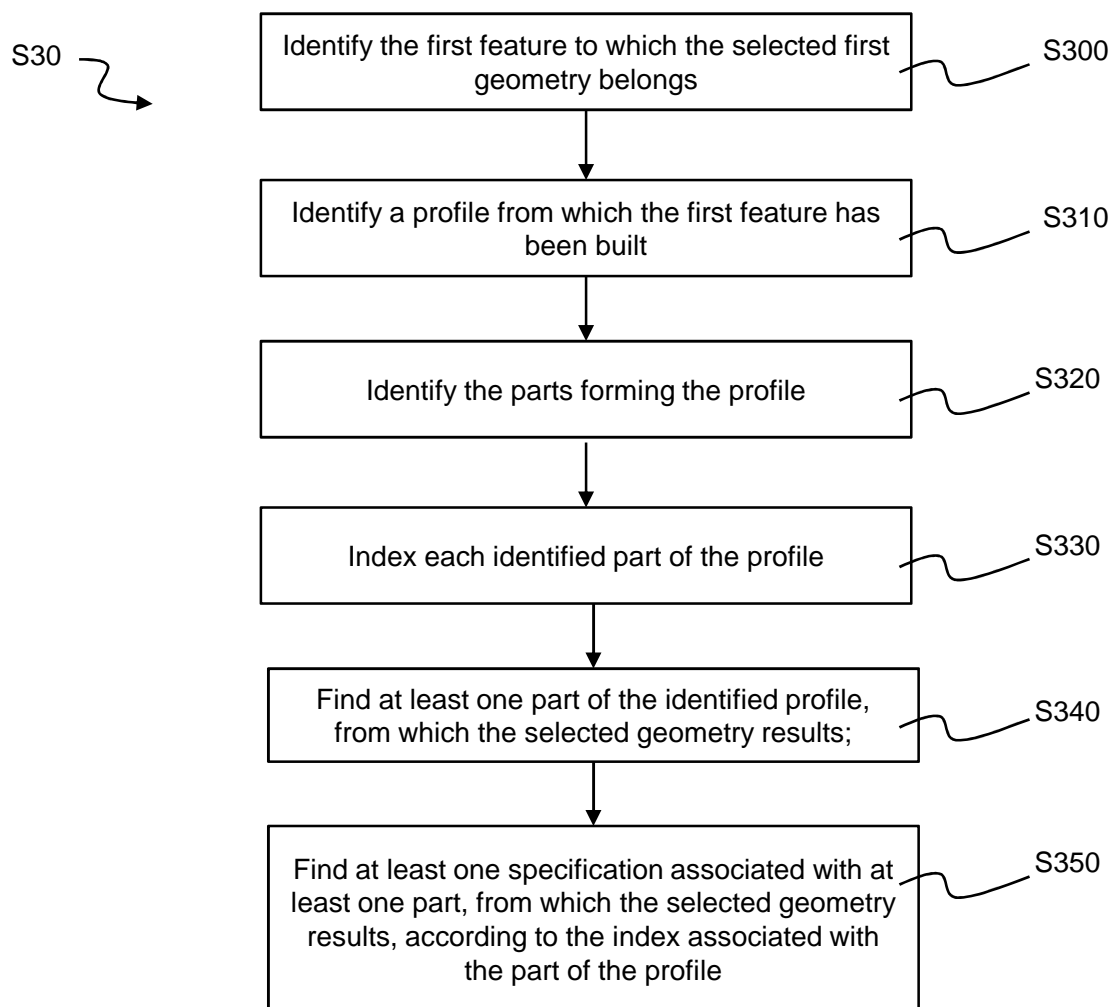 S30
Identify the first feature to which the selected first
geometry belongs
S300
Identify a profile from which the first feature has
been built
S310
Identify the parts forming the profile
S320
Index each identified part of the profile
S330
Find at least one part of the identified profile,
from which the selected geometry results;
S340
Find at least one specification associated with at
least one part, from which the selected geometry
results, according to the index associated with
the part of the profile
S350